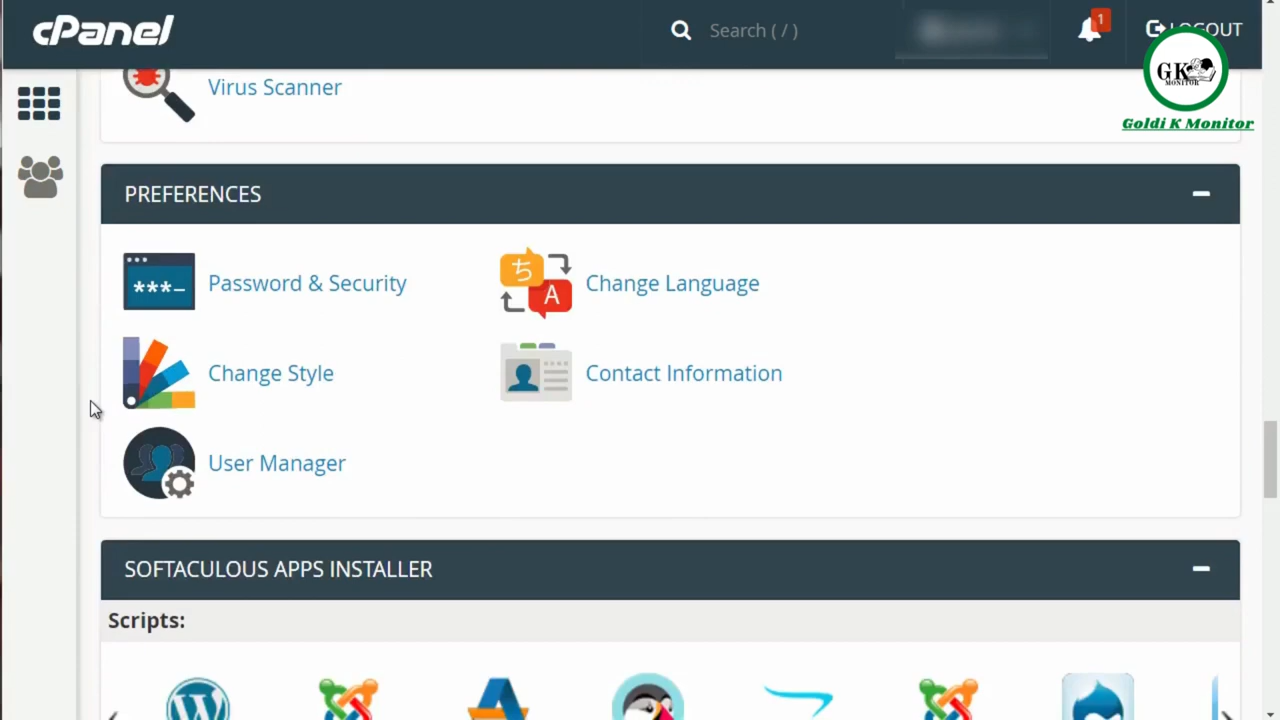 cPanel
Search ( / )
1
LOGOUT
GK
MONITOR
Goldi K Monitor
Virus Scanner
PREFERENCES
***_
Password & Security
ち
A
Change Language
Change Style
Contact Information
User Manager
SOFTACULOUS APPS INSTALLER
Scripts: